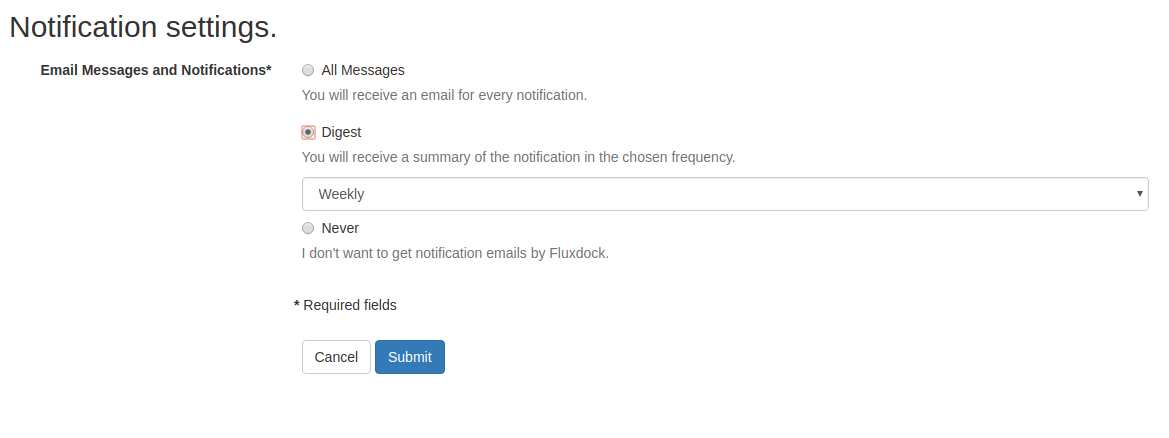 Notification settings.
Email Messages and Notifications*
All Messages
You will receive an email for every notification.
Digest
You will receive a summary of the notification in the chosen frequency.
Weekly
Never
I don't want to get notification emails by Fluxdock.
* Required fields
Cancel Submit